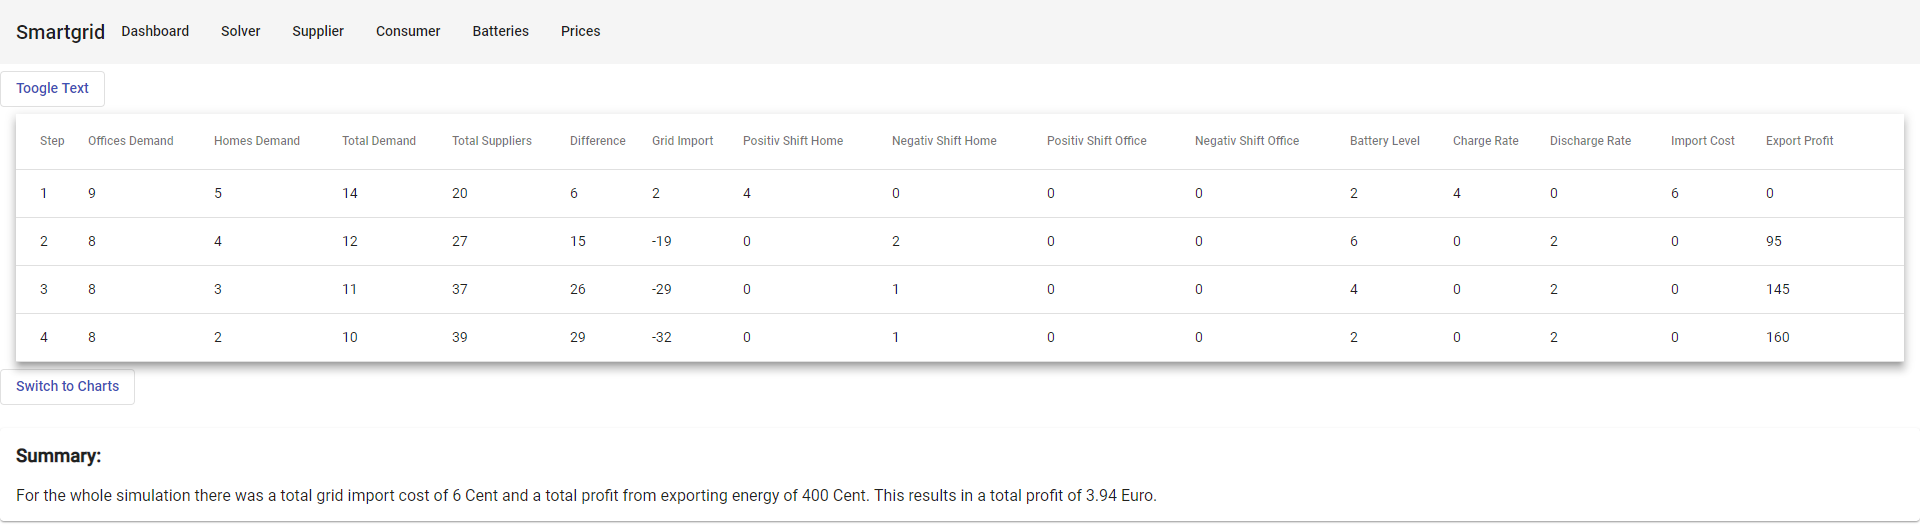 Smartgrid Dashboard Solver Supplier Consumer Batteries Prices
Toogle Text
Step Offices Demand Homes Demand Total Demand Total Suppliers Difference Grid Import Positiv Shift Home Negativ Shift Home Positiv Shift Office Negativ Shift Office Battery Level Charge Rate Discharge Rate Import Cost Export Profit
1 9 5 14 20 6 2 4 0 0 0 2 4 0 6 0
2 8 4 12 27 15 -19 0 2 0 0 6 0 2 0 95
3 8 3 11 37 26 -29 0 1 0 0 4 0 2 0 145
4 8 2 10 39 29 -32 0 1 0 0 2 0 2 0 160
Switch to Charts
Summary:
For the whole simulation there was a total grid import cost of 6 Cent and a total profit from exporting energy of 400 Cent. This results in a total profit of 3.94 Euro.